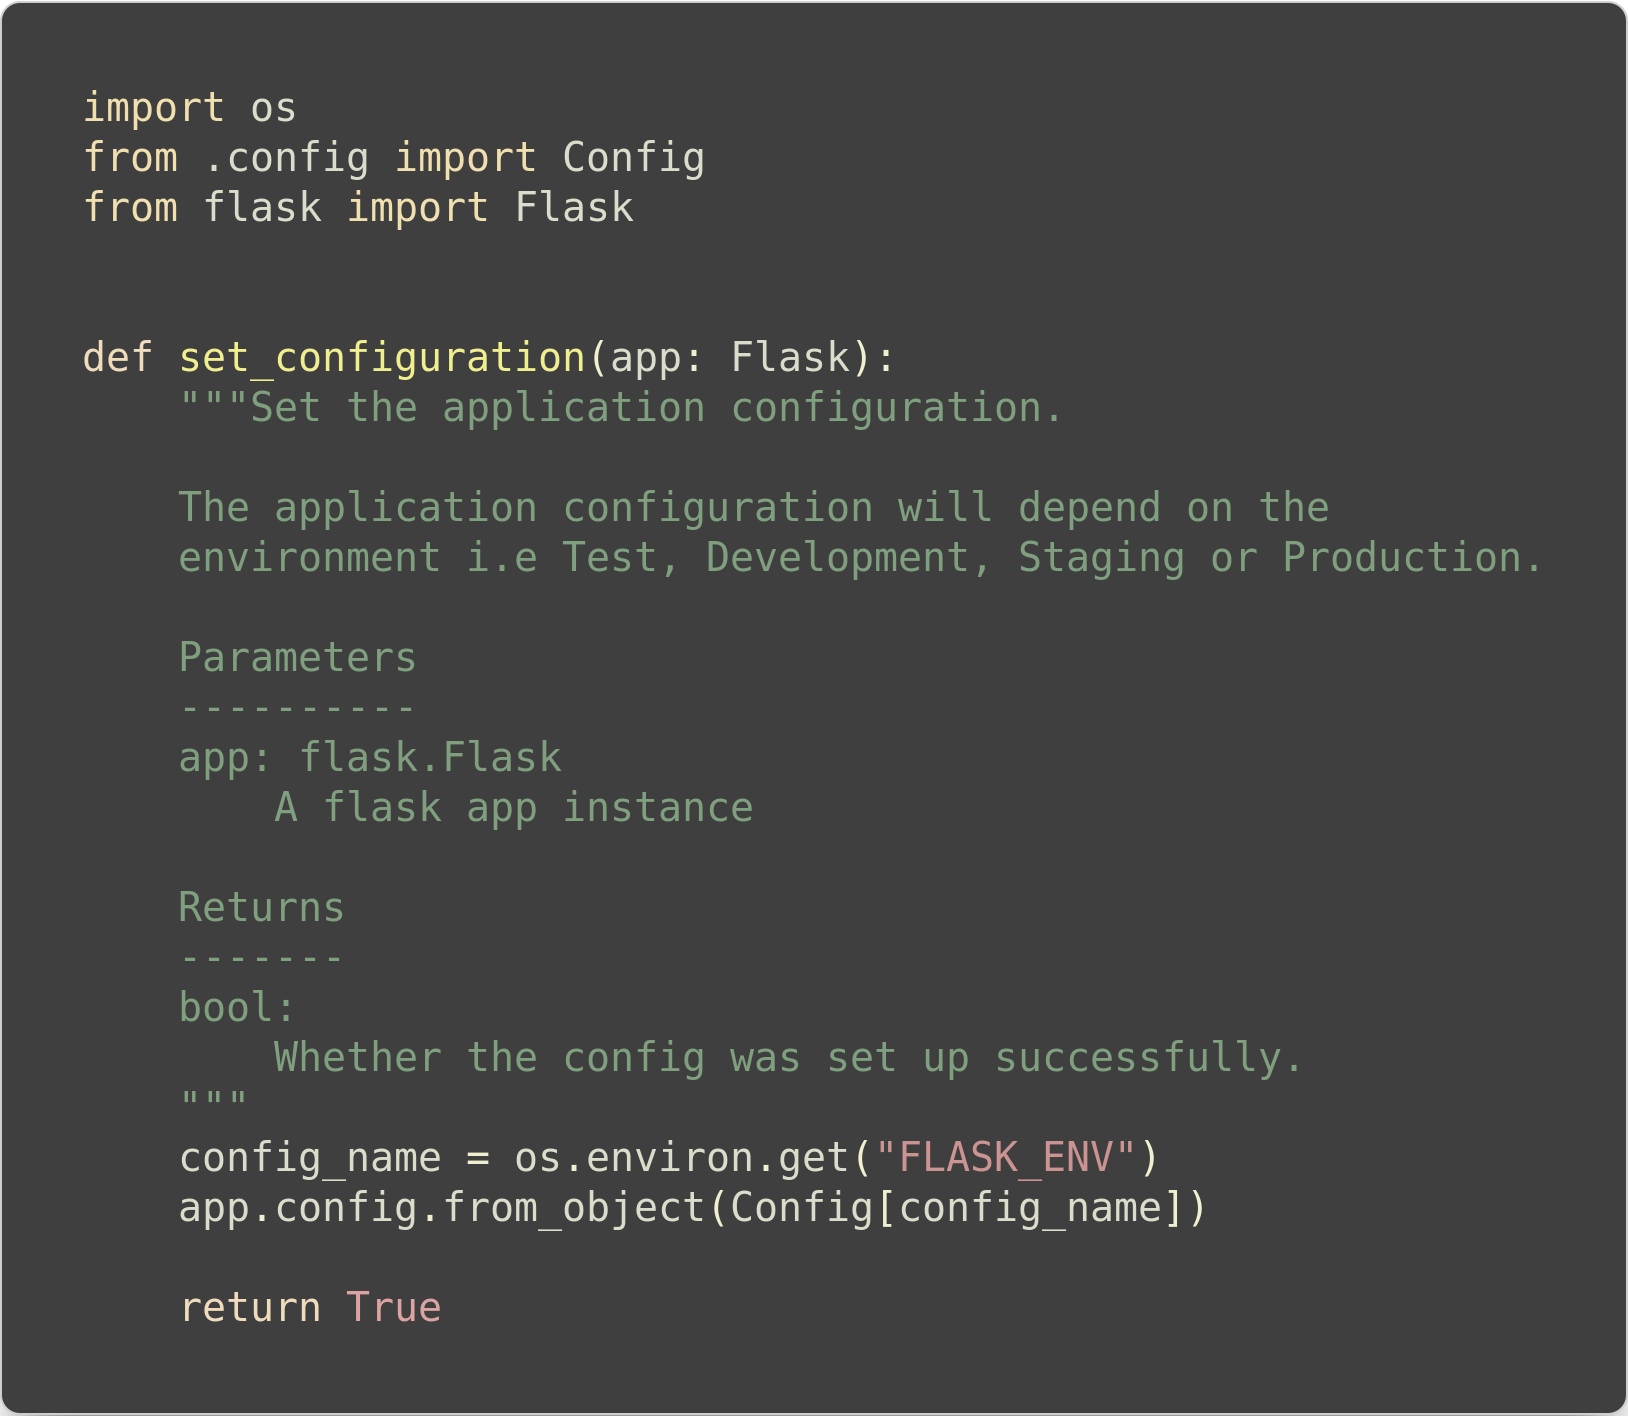 import os
from .config import Config
from flask import Flask


def set_configuration(app: Flask):
    """Set the application configuration.

    The application configuration will depend on the
    environment i.e Test, Development, Staging or Production.

    Parameters
    ----------
    app: flask.Flask
        A flask app instance

    Returns
    -------
    bool:
        Whether the config was set up successfully.
    """
    config_name = os.environ.get("FLASK_ENV")
    app.config.from_object(Config[config_name])

    return True